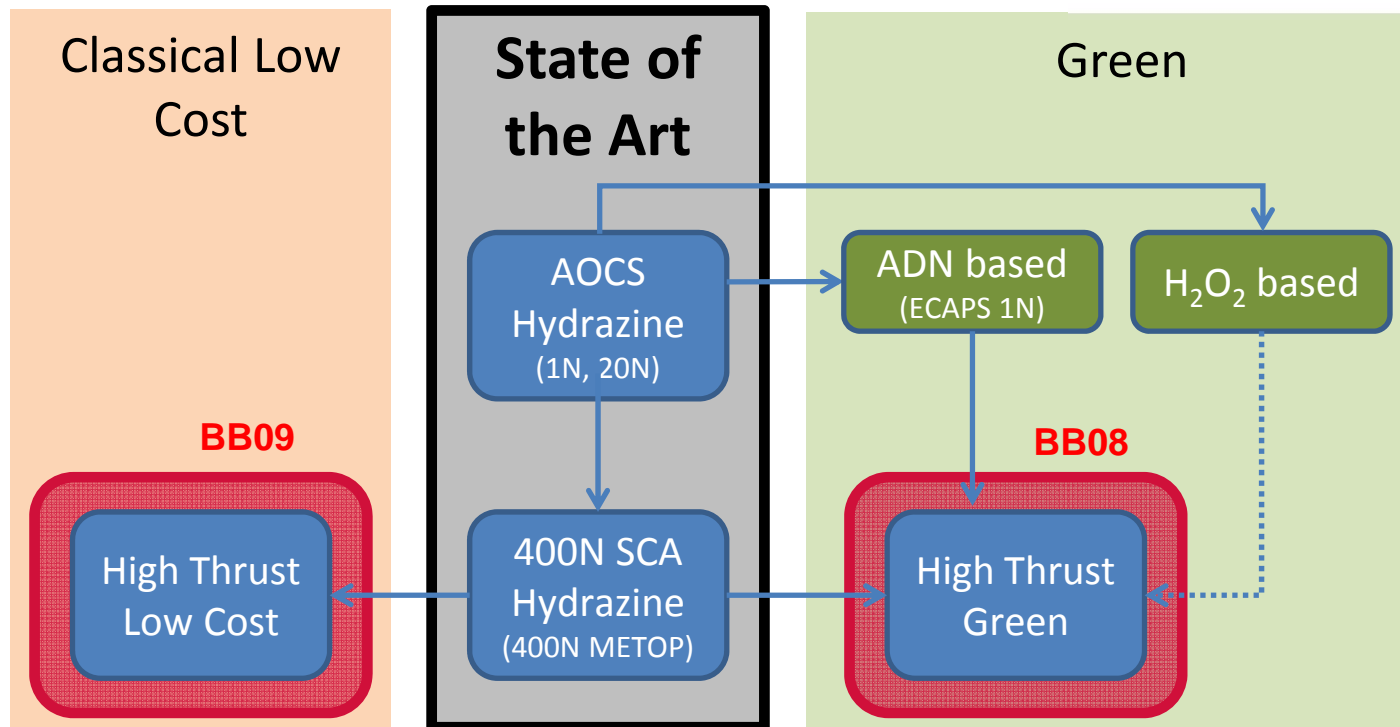 Classical Low
Cost
State of
the Art
Green
AOCS
Hydrazine
(1N, 20N)
ADN based
(ECAPS 1N)
H₂O₂ based
BB09
BB08
High Thrust
Low Cost
400N SCA
Hydrazine
(400N METOP)
High Thrust
Green